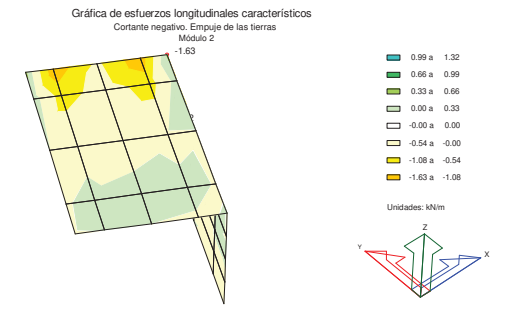 Gráfica de esfuerzos longitudinales característicos
Cortante negativo. Empuje de las tierras
Módulo 2
-1.63
0.99 a 1.32
0.66 a 0.99
0.33 a 0.66
0.00 a 0.33
-0.00 a 0.00
-0.54 a -0.00
-1.08 a -0.54
-1.63 a -1.08
Unidades: kN/m
Z
Y
X